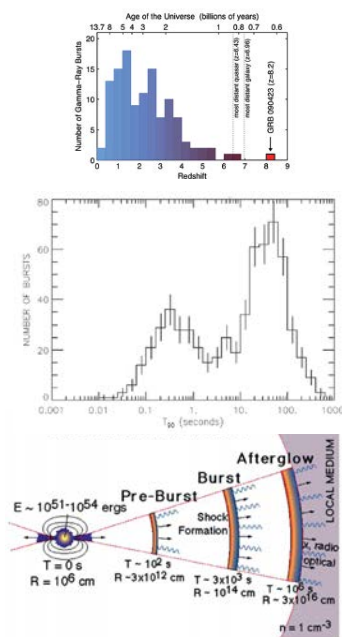 Age of the Universe (billions of years)
13.7 8 5 4 3 2 1 0.8 0.7 0.6
20
15
10
5
0
Number of Gamma-Ray Bursts
most distant quasar (z=6.43)
most distant galaxy (z=6.96)
GRB 090423 (z=8.2)
0 1 2 3 4 5 6 7 8 9
Redshift
80
60
40
20
0
NUMBER OF BURSTS
0.001 0.01 0.1 1. 10. 100. 1000.
T90 (seconds)
Afterglow
Burst
Pre-Burst
E ~ 10^51-10^54 ergs
Shock
Formation
LOCAL MEDIUM
x, radio
optical
T = 0 s
R = 10^6 cm
T ~ 10^2 s
R ~ 3x10^12 cm
T ~ 3x10^3 s
R ~ 10^14 cm
T ~ 10^6 s
R ~ 3x10^16 cm
n = 1 cm^-3